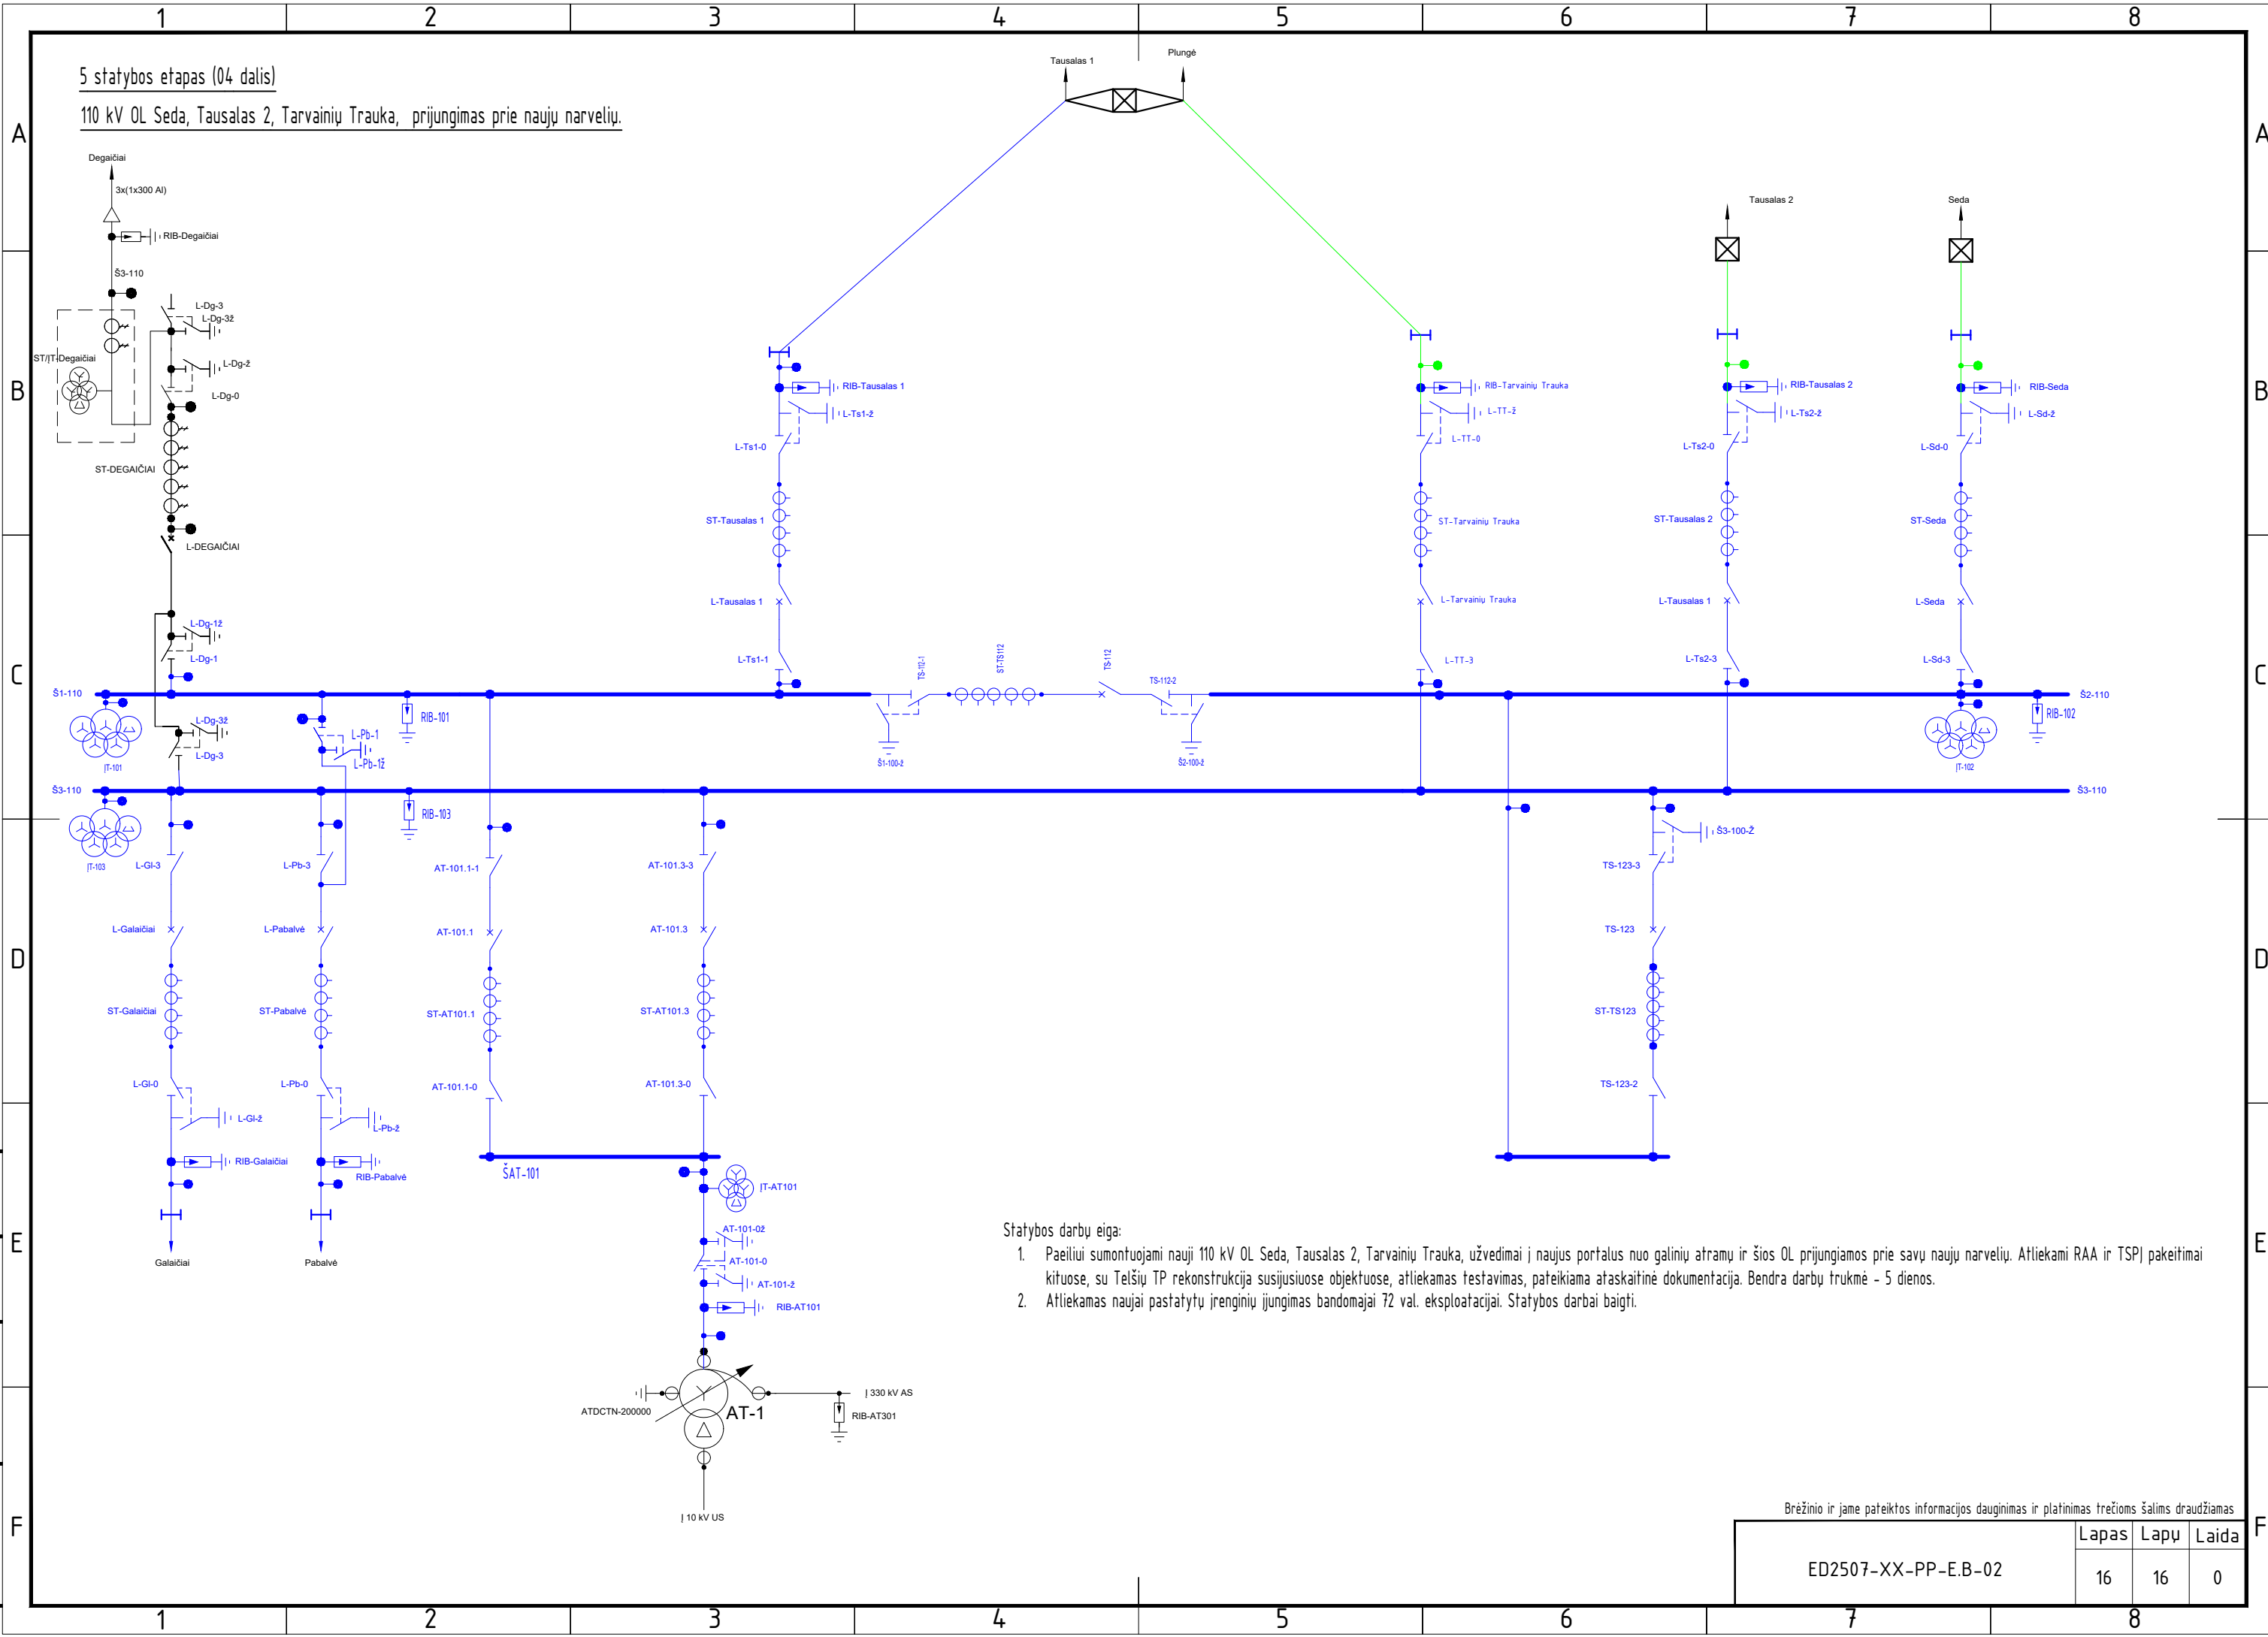 1 2 3 4 5 6 7 8
A
B
C
D
E
F
A
B
C
D
E
F
5 statybos etapas (04 dalis)
110 kV OL Seda, Tausalas 2, Tarvainių Trauka, prijungimas prie naujų narvelių.
Tausalas 1
Plungė
Degaičiai
3x(1x300 Al)
RIB-Degaičiai
Š3-110
L-Dg-3
L-Dg-3ž
ST/ĮT-Degaičiai
L-Dg-ž
L-Dg-0
ST-DEGAIČIAI
L-DEGAIČIAI
L-Dg-1ž
L-Dg-1
Š1-110
ĮT-101
L-Dg-3ž
L-Dg-3
L-Pb-1
L-Pb-1ž
RIB-101
Š3-110
ĮT-103
RIB-103
RIB-Tausalas 1
L-Ts1-ž
L-Ts1-0
ST-Tausalas 1
L-Tausalas 1
L-Ts1-1
TS-112-1
ST-TS112
TS-112
TS-112-2
Š1-100-ž
Š2-100-ž
RIB-Tarvainių Trauka
L-TT-ž
L-TT-0
ST-Tarvainių Trauka
L-Tarvainių Trauka
L-TT-3
Tausalas 2
RIB-Tausalas 2
L-Ts2-ž
L-Ts2-0
ST-Tausalas 2
L-Tausalas 1
L-Ts2-3
Seda
RIB-Seda
L-Sd-ž
L-Sd-0
ST-Seda
L-Seda
L-Sd-3
Š2-110
RIB-102
ĮT-102
Š3-110
L-Gl-3
L-Galaičiai
ST-Galaičiai
L-Gl-0
L-Gl-ž
RIB-Galaičiai
Galaičiai
L-Pb-3
L-Pabalvė
ST-Pabalvė
L-Pb-0
L-Pb-ž
RIB-Pabalvė
Pabalvė
AT-101.1-1
AT-101.1
ST-AT101.1
AT-101.1-0
AT-101.3-3
AT-101.3
ST-AT101.3
AT-101.3-0
ŠAT-101
ĮT-AT101
AT-101-0ž
AT-101-0
AT-101-ž
RIB-AT101
ATDCTN-200000
AT-1
Į 330 kV AS
RIB-AT301
Į 10 kV US
Š3-100-Ž
TS-123-3
TS-123
ST-TS123
TS-123-2
Statybos darbų eiga:
1. Paeiliui sumontuojami nauji 110 kV OL Seda, Tausalas 2, Tarvainių Trauka, užvedimai į naujus portalus nuo galinių atramų ir šios OL prijungiamos prie savų naujų narvelių. Atliekami RAA ir TSPĮ pakeitimai
kituose, su Telšių TP rekonstrukcija susijusiuose objektuose, atliekamas testavimas, pateikiama ataskaitinė dokumentacija. Bendra darbų trukmė - 5 dienos.
2. Atliekamas naujai pastatytų įrenginių įjungimas bandomajai 72 val. eksploatacijai. Statybos darbai baigti.
Brėžinio ir jame pateiktos informacijos dauginimas ir platinimas trečioms šalims draudžiamas
ED2507-XX-PP-E.B-02
Lapas Lapų Laida
16 16 0
1 2 3 4 5 6 7 8